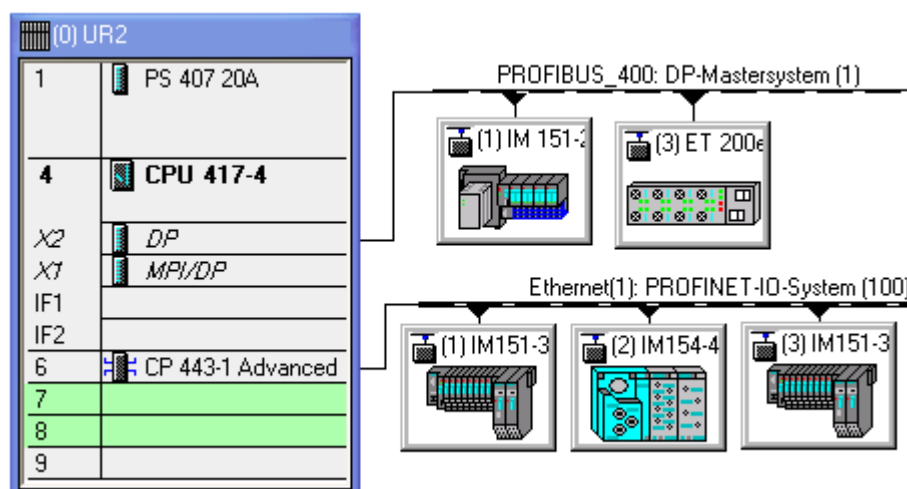 (0) UR2
1 PS 407 20A
4 CPU 417-4
X2 DP
X1 MPI/DP
IF1
IF2
6 CP 443-1 Advanced
7
8
9
PROFIBUS_400: DP-Mastersystem (1)
(1) IM 151-2
(3) ET 200e
Ethernet(1): PROFINET-IO-System (100)
(1) IM151-3
(2) IM154-4
(3) IM151-3